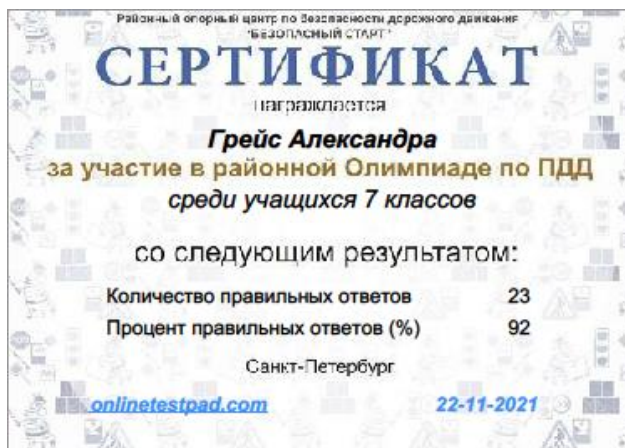 Районный опорный центр по безопасности дорожного движения
"БЕЗОПАСНЫЙ СТАРТ"
СЕРТИФИКАТ
награждается
Грейс Александра
за участие в районной Олимпиаде по ПДД
среди учащихся 7 классов
со следующим результатом:
Количество правильных ответов 23
Процент правильных ответов (%) 92
Санкт-Петербург
onlinetestpad.com 22-11-2021